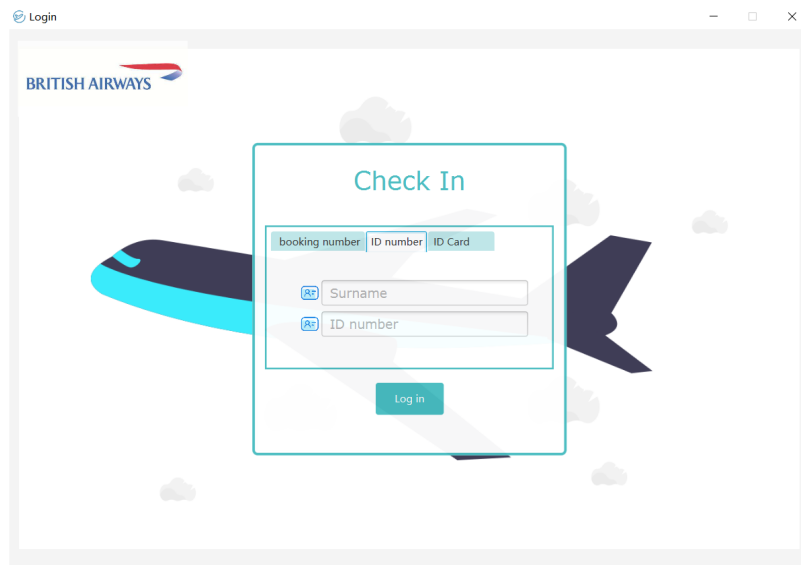 Login
BRITISH AIRWAYS
Check In
booking number ID number ID Card
Surname
ID number
Log in